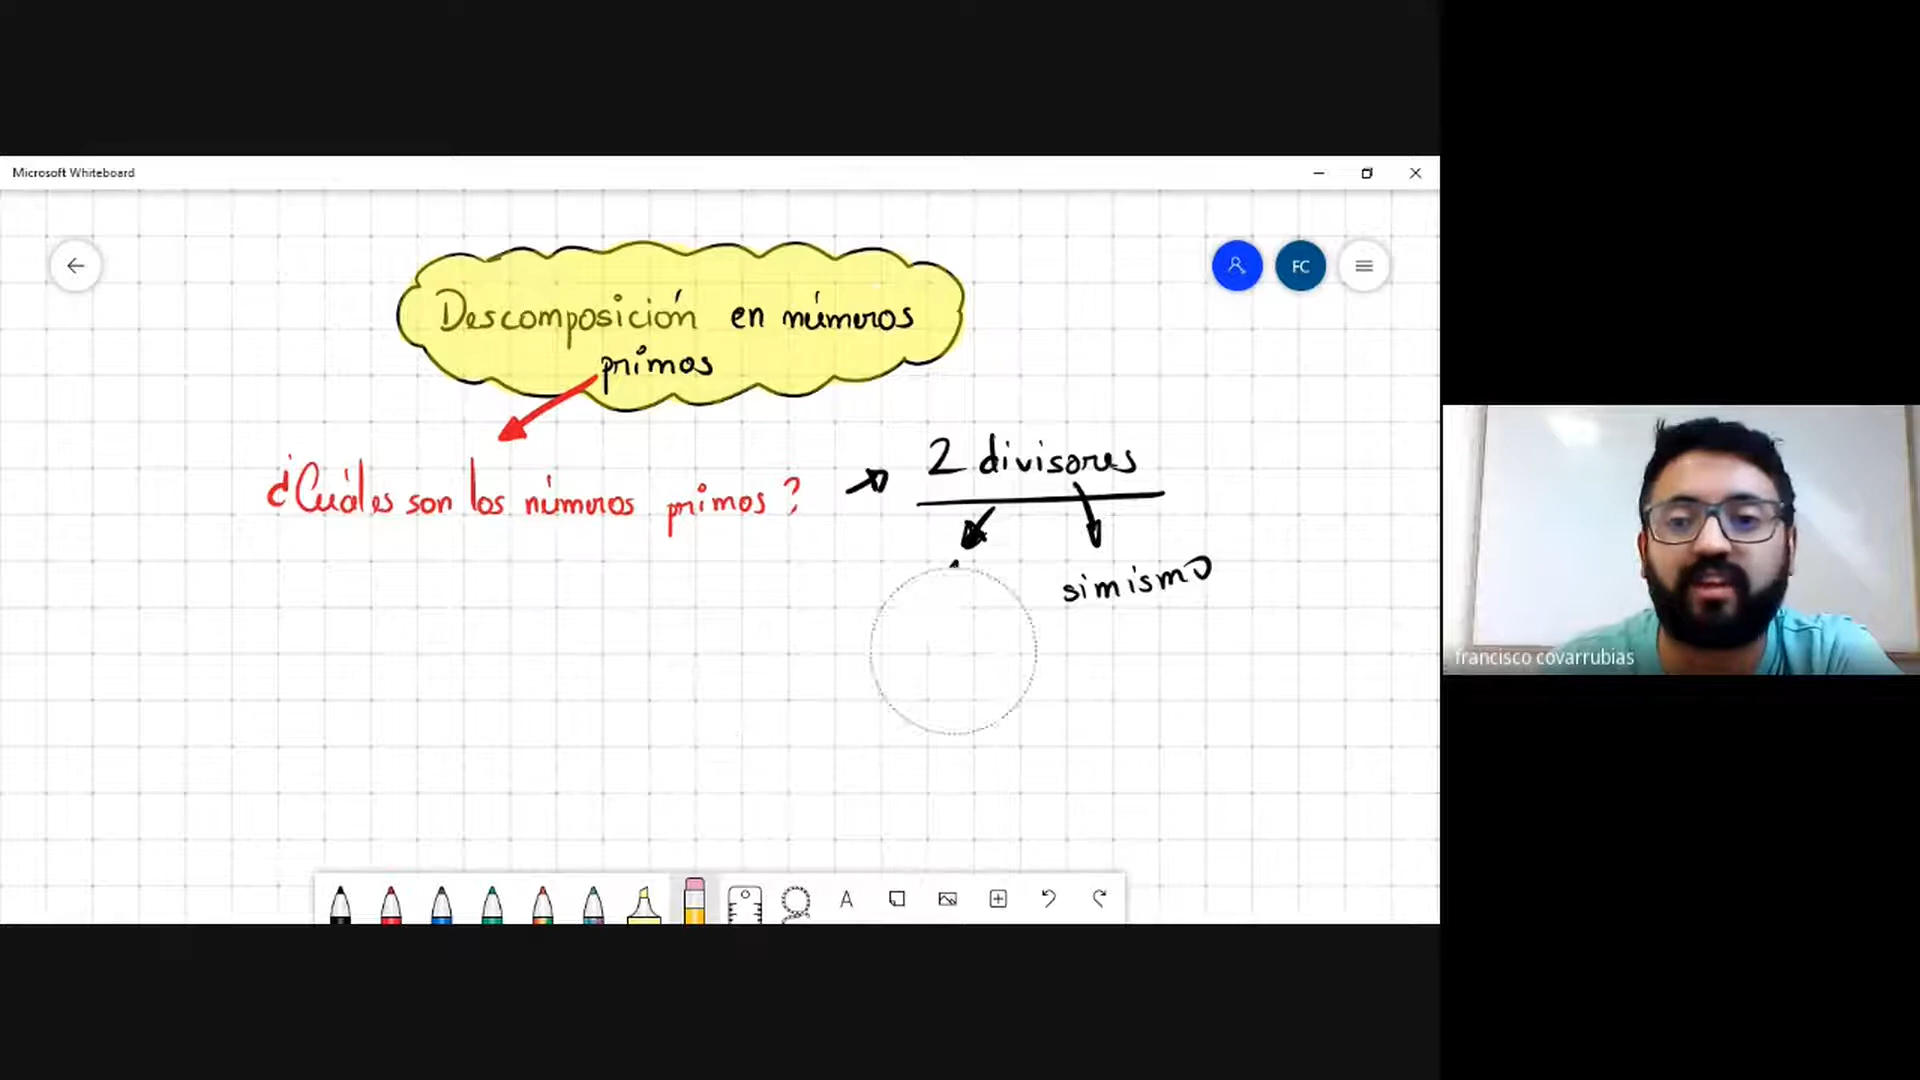 Microsoft Whiteboard
FC
Descomposición en números
primos
¿Cuáles son los números primos?
2 divisores
simismo
A
francisco covarrubias